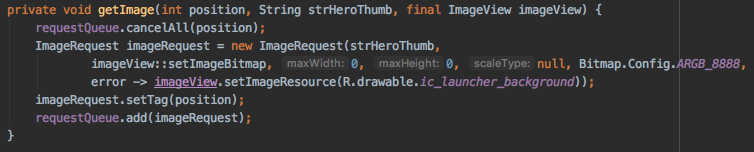 private void getImage(int position, String strHeroThumb, final ImageView imageView) {
requestQueue.cancelAll(position);
ImageRequest imageRequest = new ImageRequest(strHeroThumb,
imageView::setImageBitmap, maxWidth: 0, maxHeight: 0, scaleType: null, Bitmap.Config.ARGB_8888,
error -> imageView.setImageResource(R.drawable.ic_launcher_background));
imageRequest.setTag(position);
requestQueue.add(imageRequest);
}